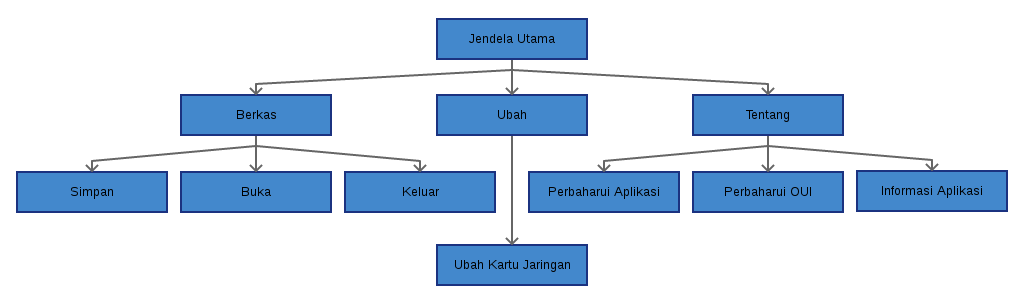 Jendela Utama
Berkas
Ubah
Tentang
Simpan
Buka
Keluar
Perbaharui Aplikasi
Perbaharui OUI
Informasi Aplikasi
Ubah Kartu Jaringan